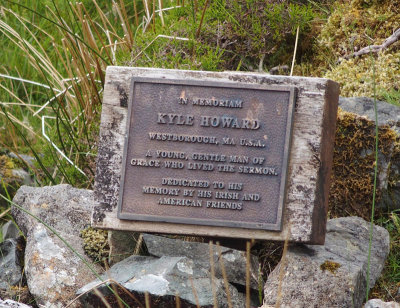 IN MEMORIAM
KYLE HOWARD
WESTBOROUGH, MA U.S.A.
A YOUNG, GENTLE MAN OF
GRACE WHO LIVED THE SERMON.
DEDICATED TO HIS
MEMORY BY HIS IRISH AND
AMERICAN FRIENDS